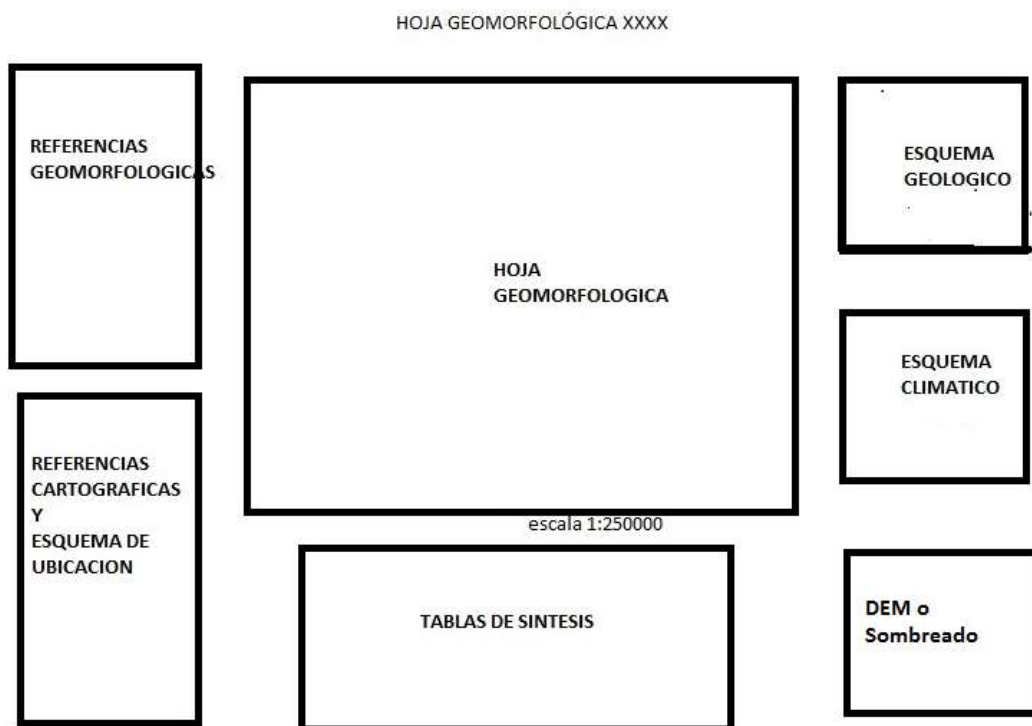 HOJA GEOMORFOLÓGICA XXXX
REFERENCIAS
GEOMORFOLOGICAS
HOJA
GEOMORFOLOGICA
ESQUEMA
GEOLOGICO
ESQUEMA
CLIMATICO
REFERENCIAS
CARTOGRAFICAS
Y
ESQUEMA DE
UBICACION
escala 1:250000
TABLAS DE SINTESIS
DEM o
Sombreado